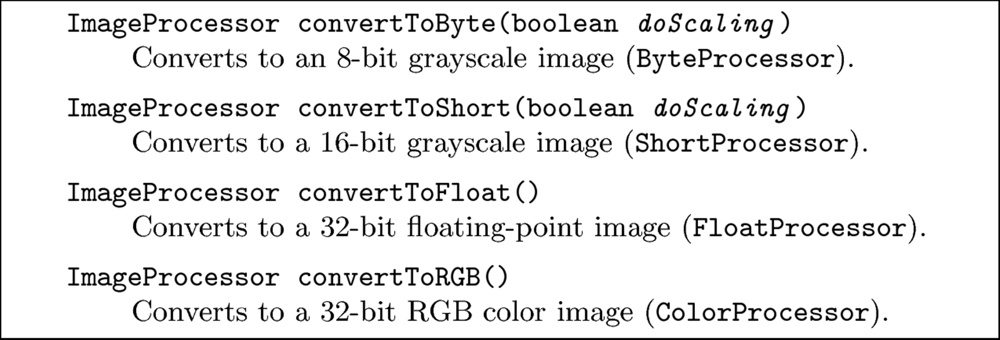 ImageProcessor convertToByte(boolean doScaling)
Converts to an 8-bit grayscale image (ByteProcessor).
ImageProcessor convertToShort(boolean doScaling)
Converts to a 16-bit grayscale image (ShortProcessor).
ImageProcessor convertToFloat()
Converts to a 32-bit floating-point image (FloatProcessor).
ImageProcessor convertToRGB()
Converts to a 32-bit RGB color image (ColorProcessor).